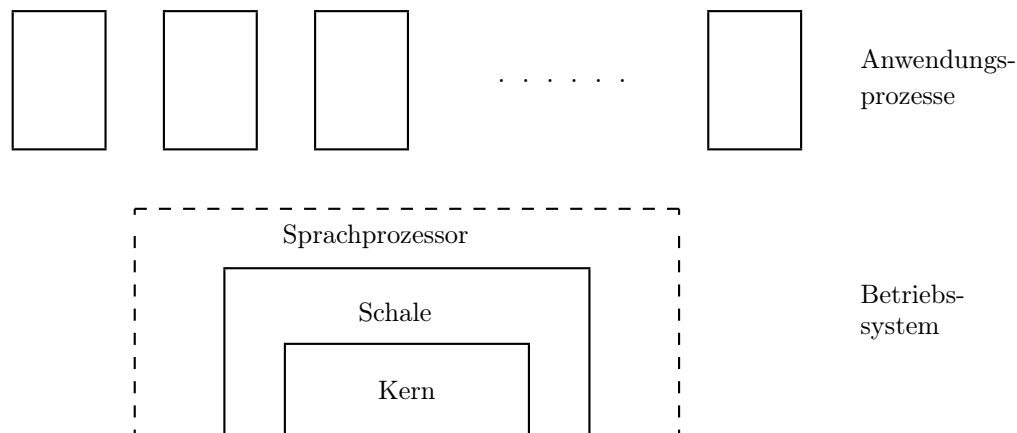 . . . . . .
Anwendungs-
prozesse
Sprachprozessor
Schale
Betriebs-
system
Kern